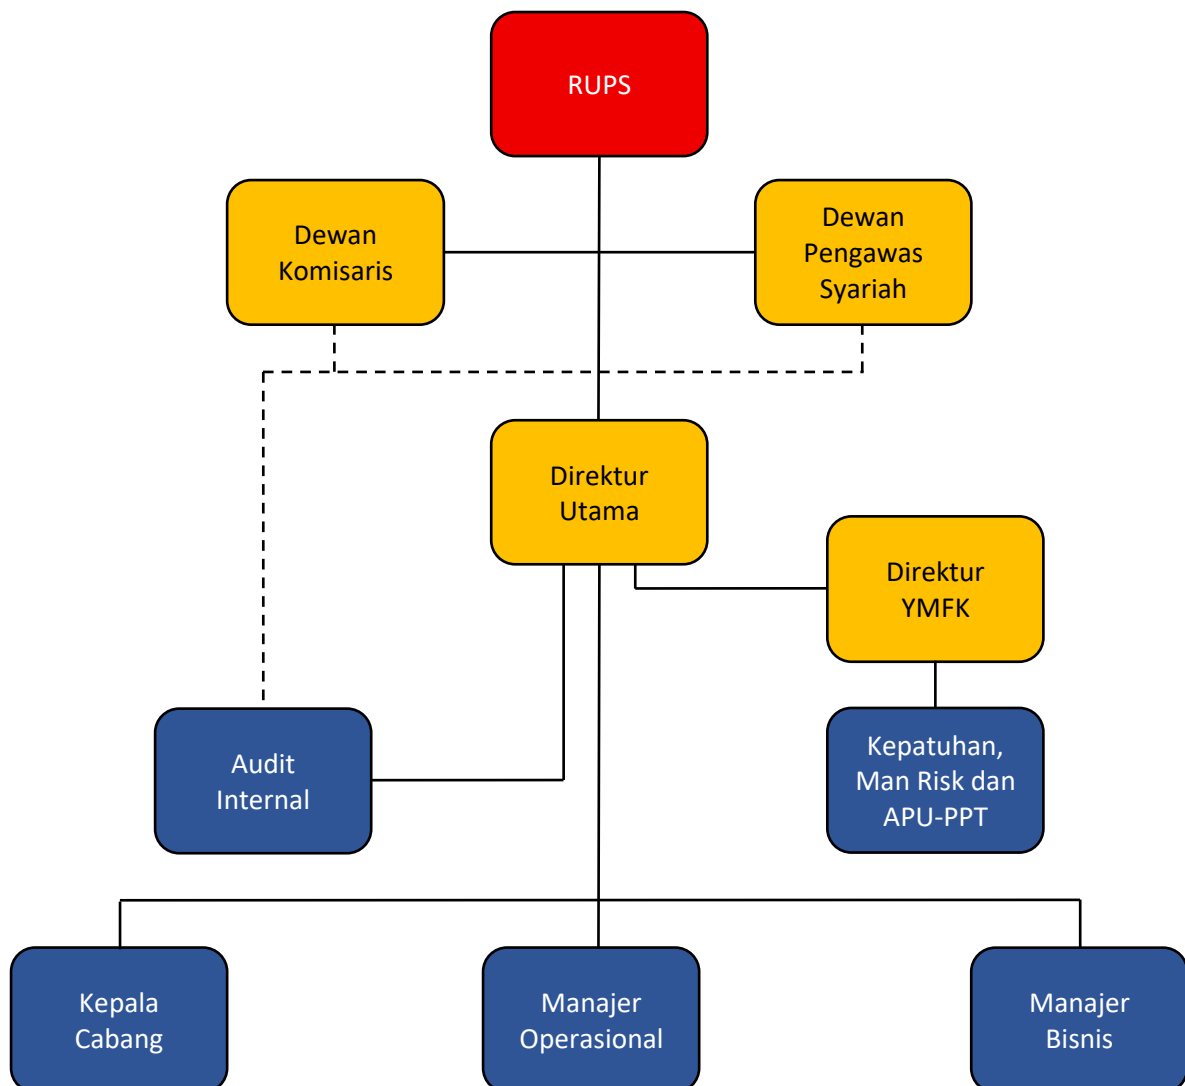 RUPS
Dewan
Komisaris
Dewan
Pengawas
Syariah
Direktur
Utama
Direktur
YMFK
Audit
Internal
Kepatuhan,
Man Risk dan
APU-PPT
Kepala
Cabang
Manajer
Operasional
Manajer
Bisnis